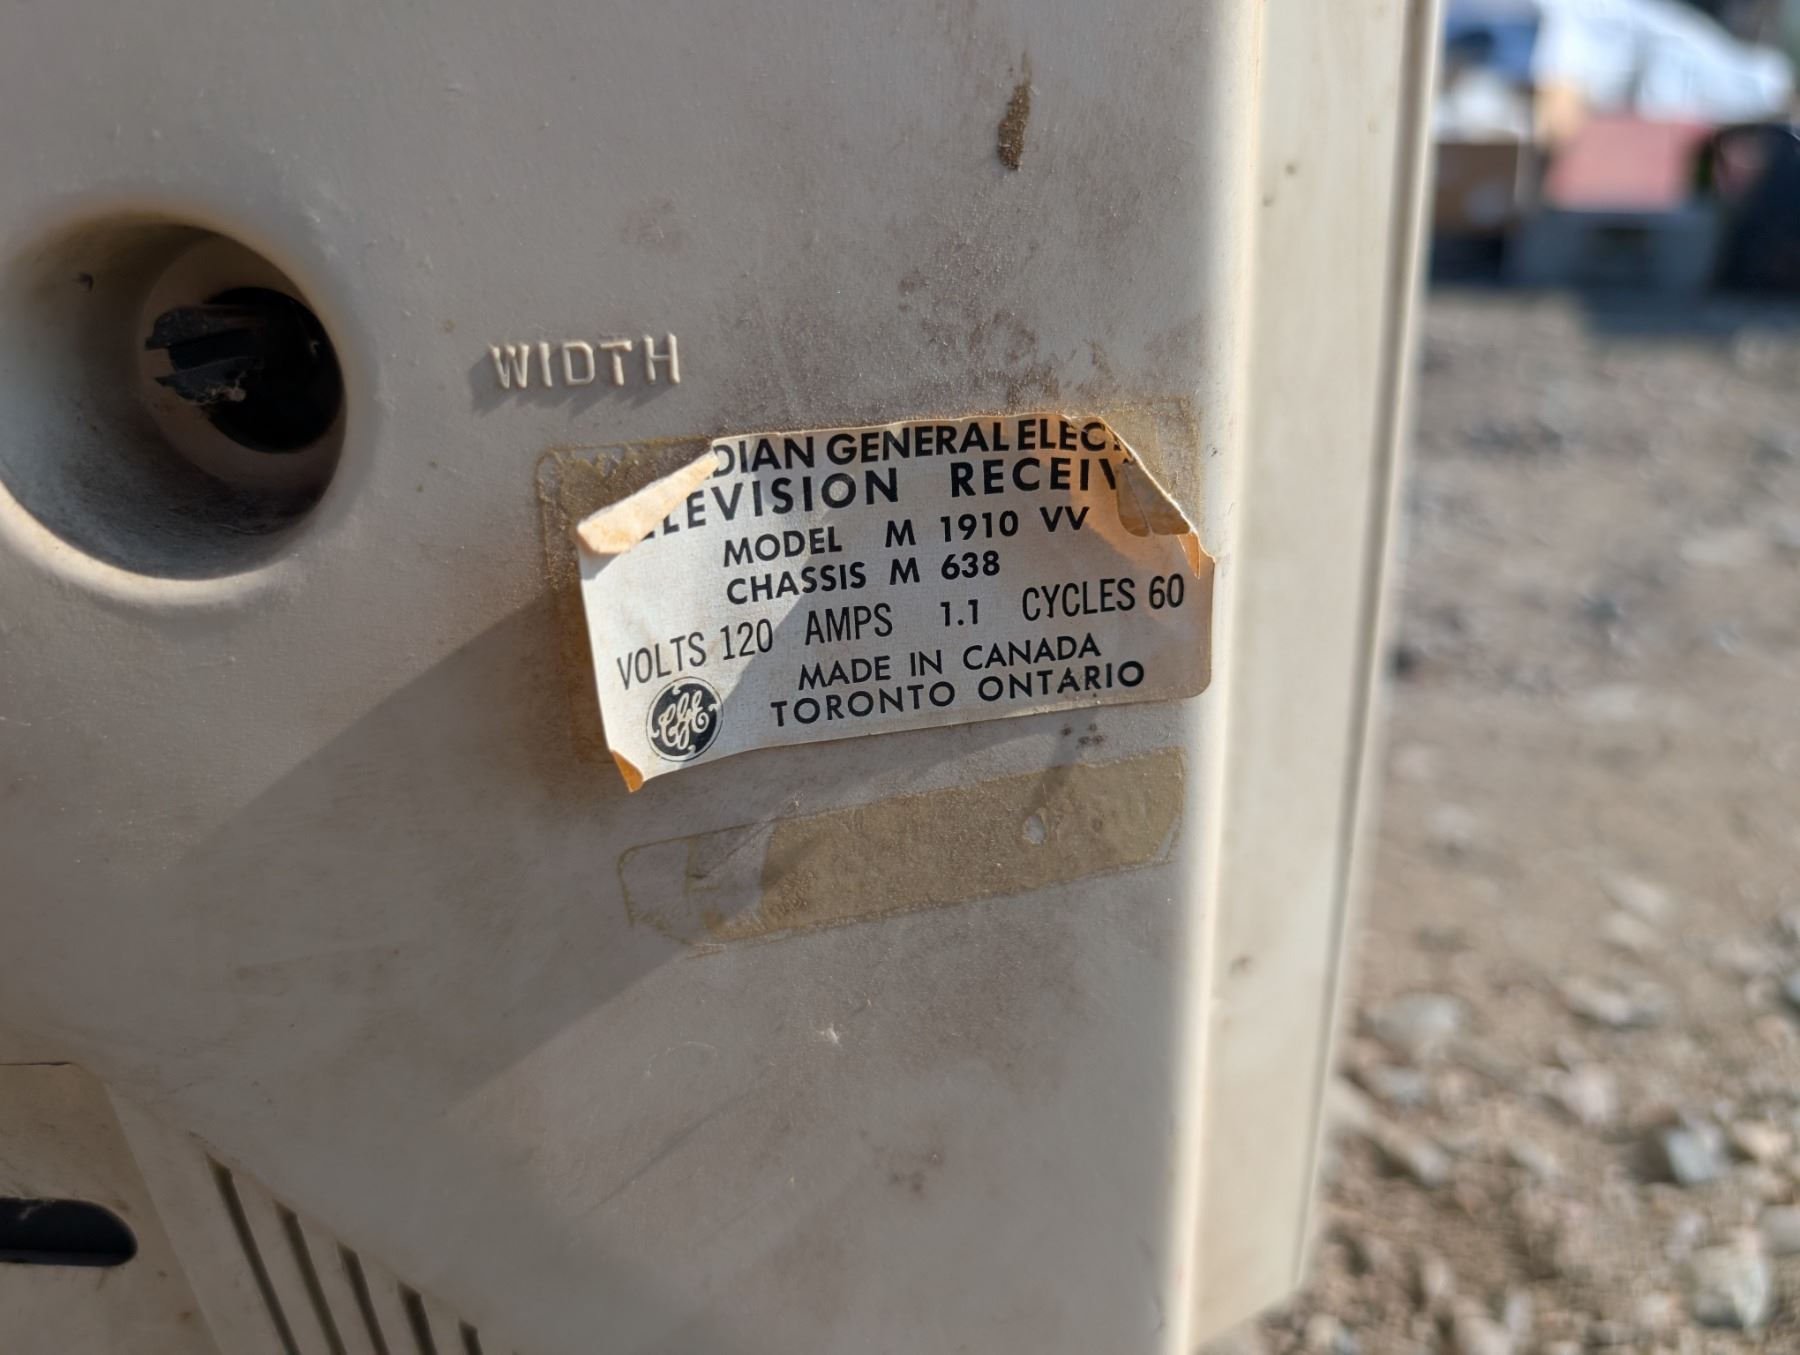 WIDTH
DIAN GENERAL ELEC
LEVISION RECEIV
MODEL M 1910 VV
CHASSIS M 638
VOLTS 120 AMPS 1.1 CYCLES 60
MADE IN CANADA
TORONTO ONTARIO
CGE